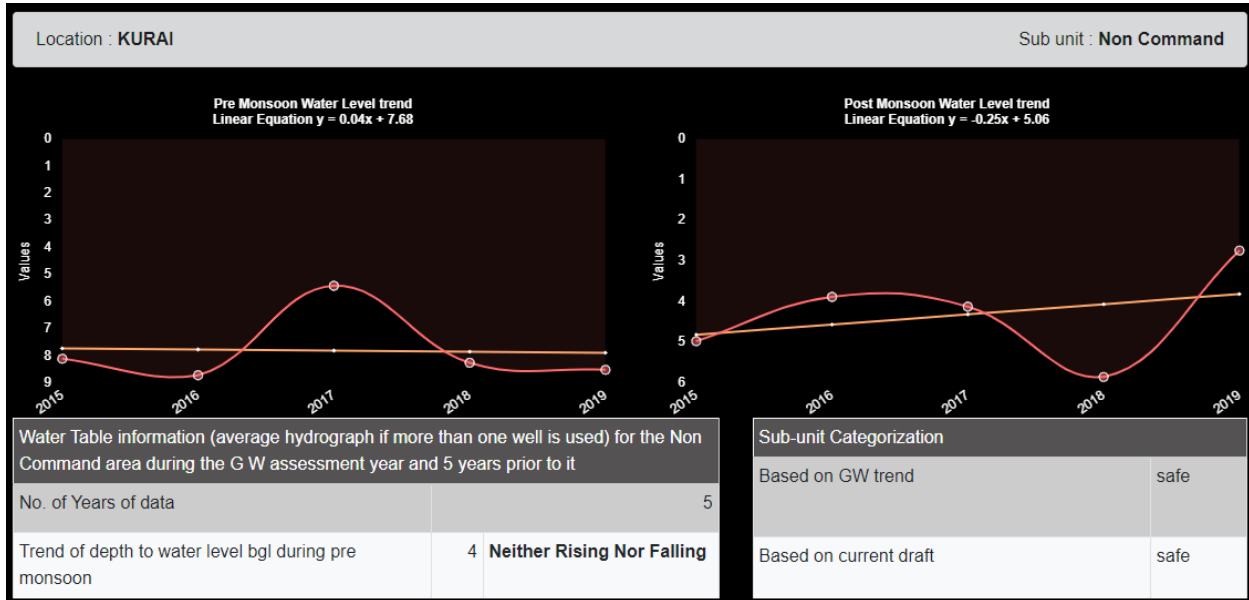 Location : KURAI
Sub unit : Non Command
Pre Monsoon Water Level trend
Linear Equation y = 0.04x + 7.68
0
1
2
3
4
5
6
7
8
9
Values
2015
2016
2017
2018
2019
Post Monsoon Water Level trend
Linear Equation y = -0.25x + 5.06
0
1
2
3
4
5
6
Values
2015
2016
2017
2018
2019
Water Table information (average hydrograph if more than one well is used) for the Non
Command area during the G W assessment year and 5 years prior to it
No. of Years of data 5
Trend of depth to water level bgl during pre
monsoon
4 Neither Rising Nor Falling
Sub-unit Categorization
Based on GW trend safe
Based on current draft safe